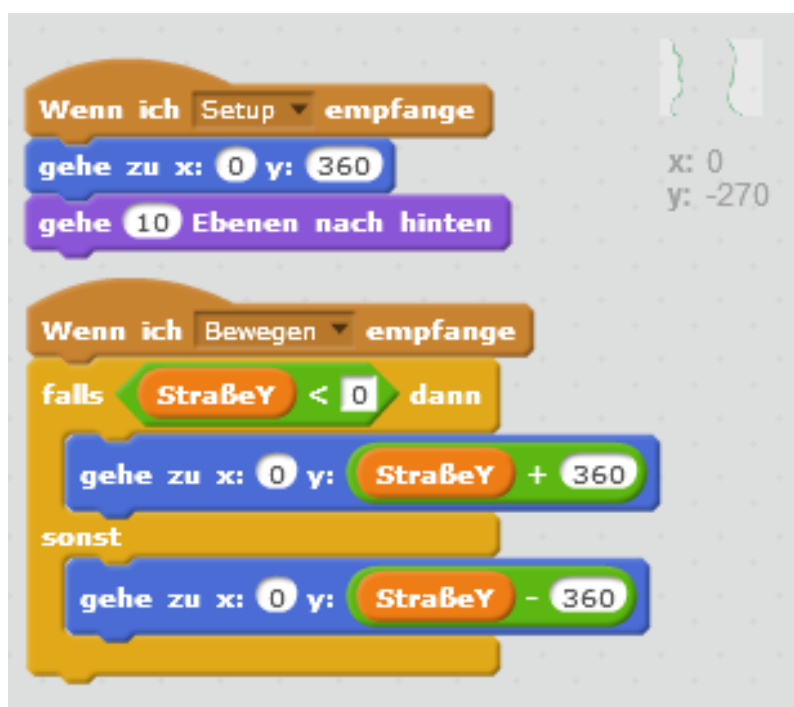 Wenn ich Setup empfange
x: 0
gehe zu x: 0 y: 360
y: -270
gehe 10 Ebenen nach hinten
Wenn ich Bewegen empfange
falls StraßeY < 0 dann
gehe zu x: 0 y: StraßeY + 360
sonst
gehe zu x: 0 y: StraßeY - 360